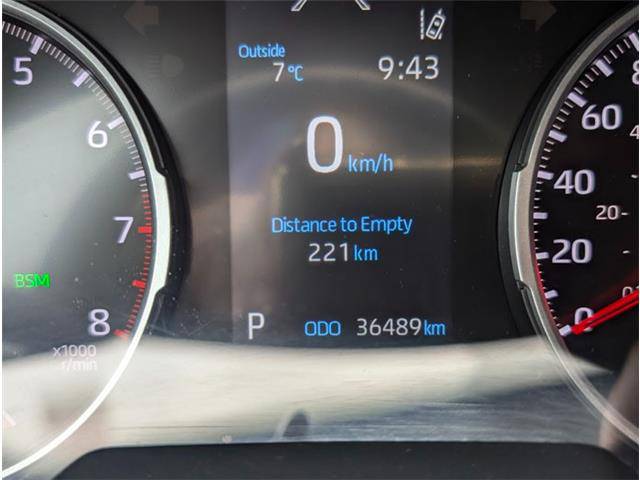 Outside
7°C 9:43
0 km/h
Distance to Empty
221 km
P ODO 36489 km
5
6
7
8
x1000
r/min
BSM
60
40
20
0
20